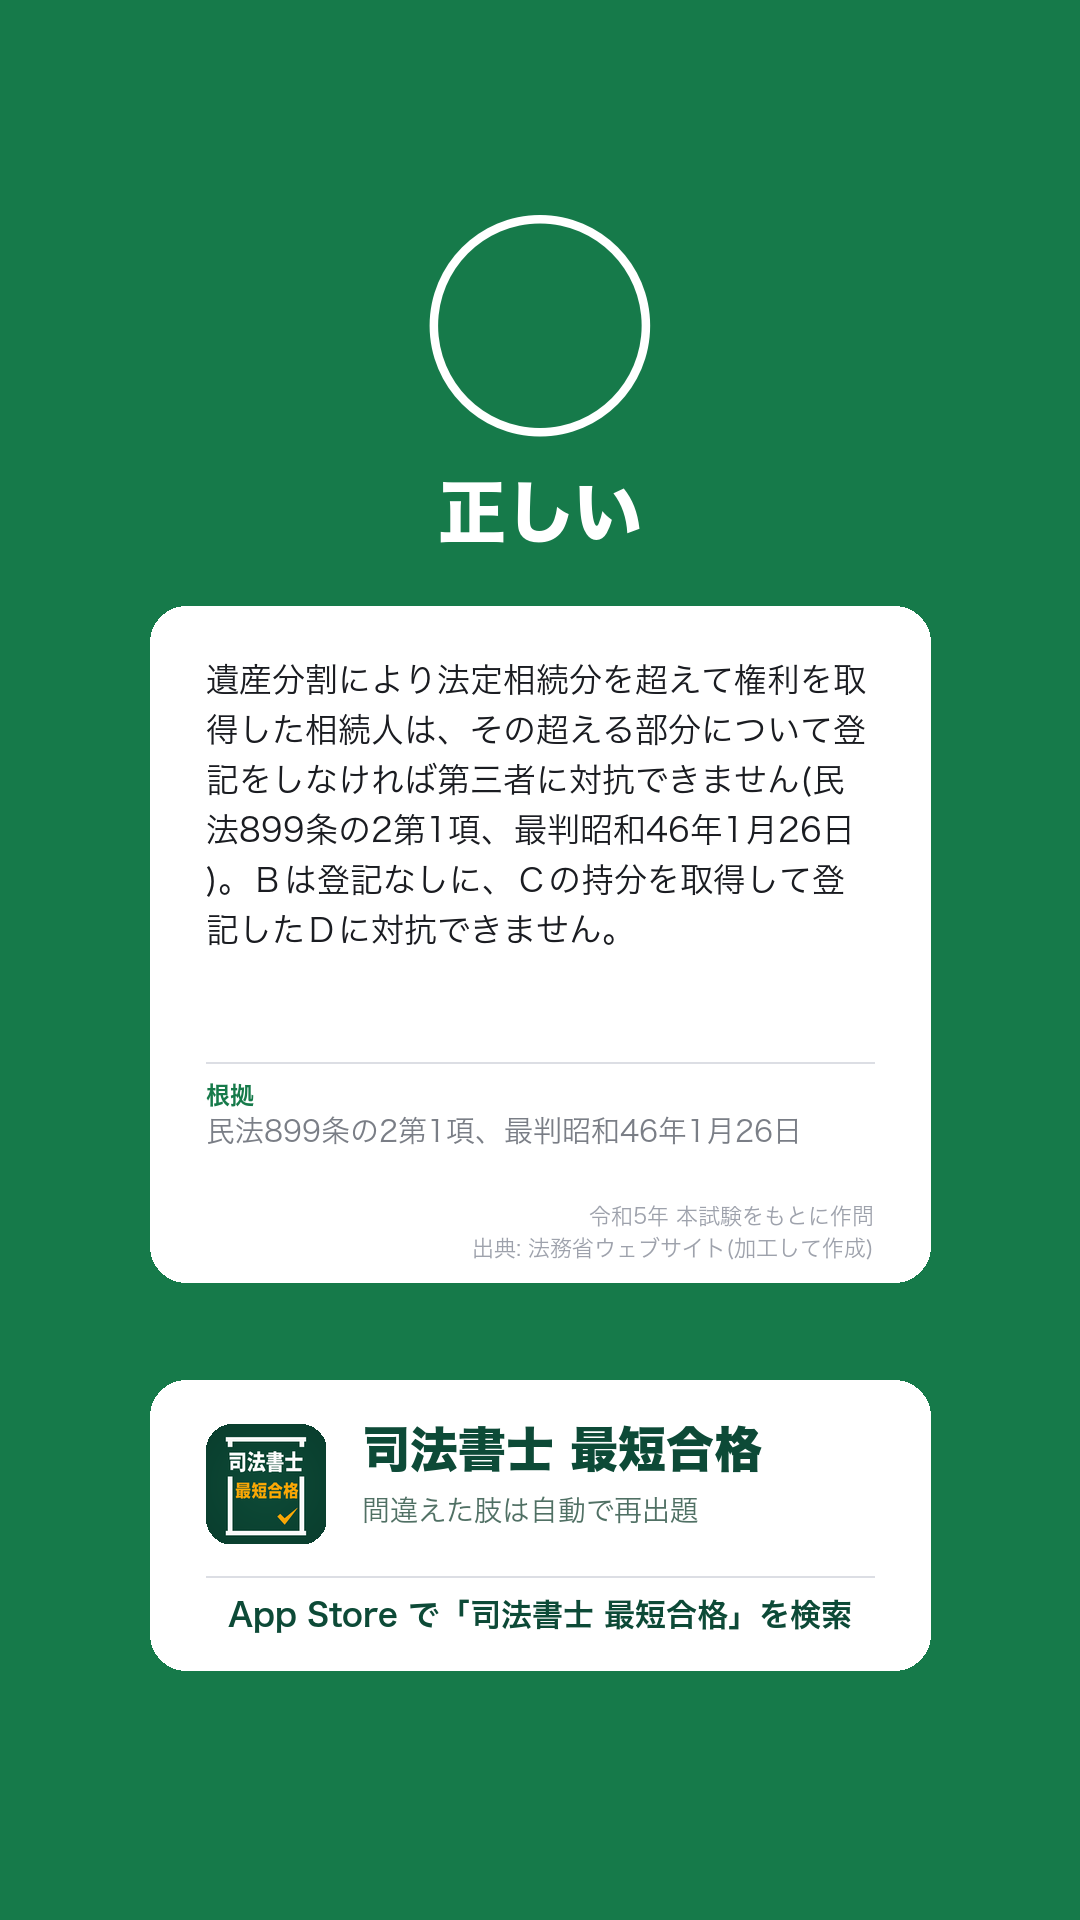 正しい
遺産分割により法定相続分を超えて権利を取
得した相続人は、その超える部分について登
記をしなければ第三者に対抗できません(民
法899条の2第1項、最判昭和46年1月26日
)。Ｂは登記なしに、Ｃの持分を取得して登
記したＤに対抗できません。
根拠
民法899条の2第1項、最判昭和46年1月26日
令和5年 本試験をもとに作問
出典: 法務省ウェブサイト(加工して作成)
司法書士
最短合格
司法書士 最短合格
間違えた肢は自動で再出題
App Store で「司法書士 最短合格」を検索